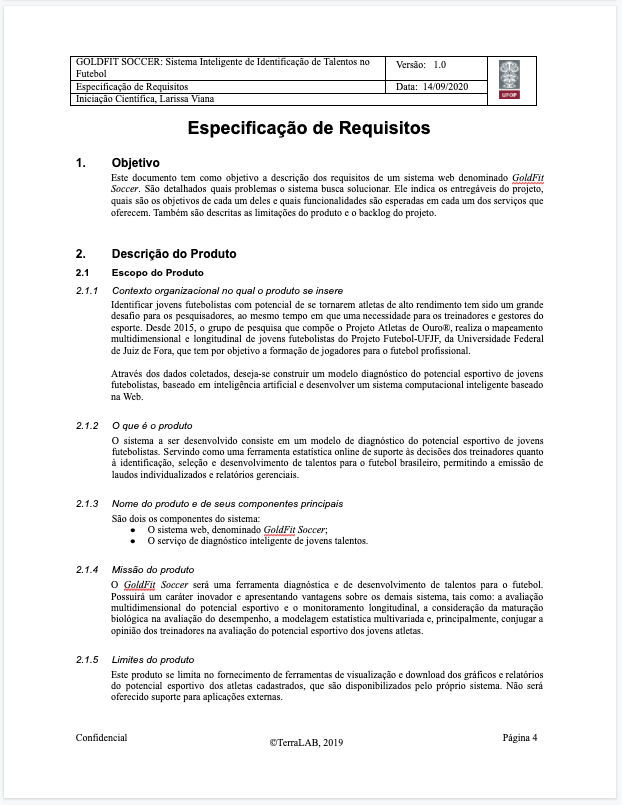 GOLDFIT SOCCER: Sistema Inteligente de Identificação de Talentos no
Futebol
Versão: 1.0
Especificação de Requisitos
Data: 14/09/2020
Iniciação Científica, Larissa Viana
UFOP
Especificação de Requisitos
1. Objetivo
Este documento tem como objetivo a descrição dos requisitos de um sistema web denominado GoldFit
Soccer. São detalhados quais problemas o sistema busca solucionar. Ele indica os entregáveis do projeto,
quais são os objetivos de cada um deles e quais funcionalidades são esperadas em cada um dos serviços que
oferecem. Também são descritas as limitações do produto e o backlog do projeto.
2. Descrição do Produto
2.1 Escopo do Produto
2.1.1 Contexto organizacional no qual o produto se insere
Identificar jovens futebolistas com potencial de se tornarem atletas de alto rendimento tem sido um grande
desafio para os pesquisadores, ao mesmo tempo em que uma necessidade para os treinadores e gestores do
esporte. Desde 2015, o grupo de pesquisa que compõe o Projeto Atletas de Ouro®, realiza o mapeamento
multidimensional e longitudinal de jovens futebolistas do Projeto Futebol-UFJF, da Universidade Federal
de Juiz de Fora, que tem por objetivo a formação de jogadores para o futebol profissional.
Através dos dados coletados, deseja-se construir um modelo diagnóstico do potencial esportivo de jovens
futebolistas, baseado em inteligência artificial e desenvolver um sistema computacional inteligente baseado
na Web.
2.1.2 O que é o produto
O sistema a ser desenvolvido consiste em um modelo de diagnóstico do potencial esportivo de jovens
futebolistas. Servindo como uma ferramenta estatística online de suporte às decisões dos treinadores quanto
à identificação, seleção e desenvolvimento de talentos para o futebol brasileiro, permitindo a emissão de
laudos individualizados e relatórios gerenciais.
2.1.3 Nome do produto e de seus componentes principais
São dois os componentes do sistema:
● O sistema web, denominado GoldFit Soccer;
● O serviço de diagnóstico inteligente de jovens talentos.
2.1.4 Missão do produto
O GoldFit Soccer será uma ferramenta diagnóstica e de desenvolvimento de talentos para o futebol.
Possuirá um caráter inovador e apresentando vantagens sobre os demais sistema, tais como: a avaliação
multidimensional do potencial esportivo e o monitoramento longitudinal, a consideração da maturação
biológica na avaliação do desempenho, a modelagem estatística multivariada e, principalmente, conjugar a
opinião dos treinadores na avaliação do potencial esportivo dos jovens atletas.
2.1.5 Limites do produto
Este produto se limita no fornecimento de ferramentas de visualização e download dos gráficos e relatórios
do potencial esportivo dos atletas cadastrados, que são disponibilizados pelo próprio sistema. Não será
oferecido suporte para aplicações externas.
Confidencial
©TerraLAB, 2019
Página 4